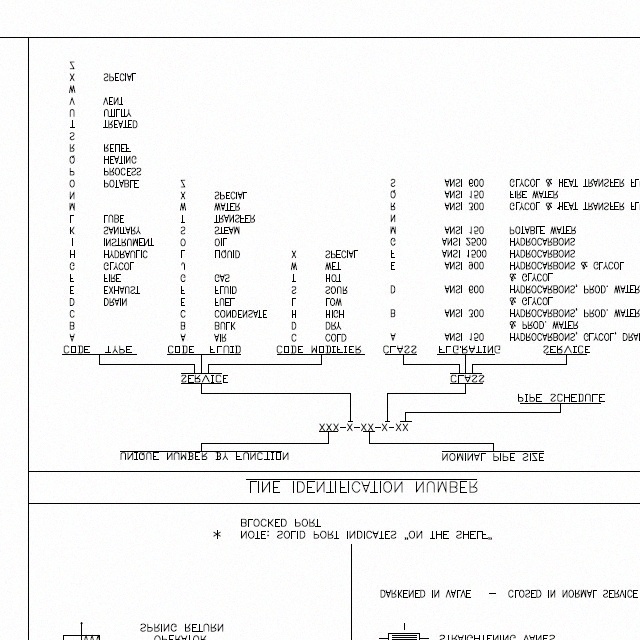 STRAIGHTENING VANES
OPERATOR
SPRING RETURN
DARKENED IN VALVE — CLOSED IN NORMAL SERVICE
* NOTE: SOLID PORT INDICATES "ON THE SHELF"
BLOCKED PORT
LINE IDENTIFICATION NUMBER
UNIQUE NUMBER BY FUNCTION NOMINAL PIPE SIZE
XXX-X-XX-X-XX
PIPE SCHEDULE
SERVICE CLASS
CODE TYPE CODE FLUID CODE MODIFIER CLASS FLG.RATING SERVICE
A A AIR C COLD A ANSI 150 HYDROCARBONS, GLYCOL, DRAI
B B BULK D DRY & PROD. WATER
C C CONDENSATE H HIGH B ANSI 300 HYDROCARBONS, PROD. WATER
D DRAIN E FUEL L LOW & GLYCOL
E EXHAUST F FLUID S SOUR D ANSI 600 HYDROCARBONS, PROD. WATER
F FIRE G GAS T HOT & GLYCOL
G GLYCOL J W WET E ANSI 900 HYDROCARBONS & GLYCOL
H HYDRAULIC L LIQUID X SPECIAL F ANSI 1500 HYDROCARBONS
I INSTRUMENT O OIL G ANSI 2500 HYDROCARBONS
K SANITARY S STEAM M ANSI 150 POTABLE WATER
L LUBE T TRANSFER N
M W WATER R ANSI 300 GLYCOL & HEAT TRANSFER FL
N X SPECIAL Q ANSI 150 FIRE WATER
O POTABLE Z S ANSI 600 GLYCOL & HEAT TRANSFER FL
P PROCESS
Q HEATING
R RELIEF
S
T TREATED
U UTILITY
V VENT
W
X SPECIAL
Z